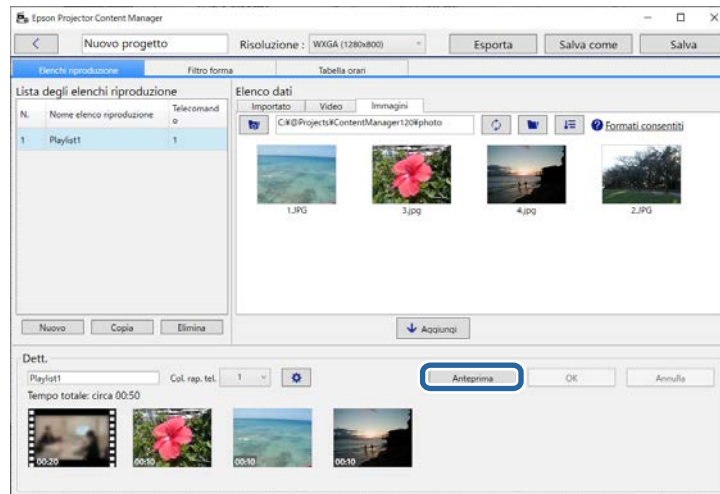 Epson Projector Content Manager
Nuovo progetto
Risoluzione : WXGA (1280x800)
Esporta
Salva come
Salva
Elenchi riproduzione
Filtro forma
Tabella orari
Lista degli elenchi riproduzione
N.
Nome elenco riproduzione
Telecomand
o
1
Playlist1
1
Nuovo
Copia
Elimina
Elenco dati
Importato
Video
Immagini
C:¥@Projects¥ContentManager120¥photo
Formati consentiti
1.JPG
3.jpg
4.jpg
2.JPG
Aggiungi
Dett.
Playlist1
Col. rap. tel.
1
Anteprima
OK
Annulla
Tempo totale: circa 00:50
00:20
00:10
00:10
00:10